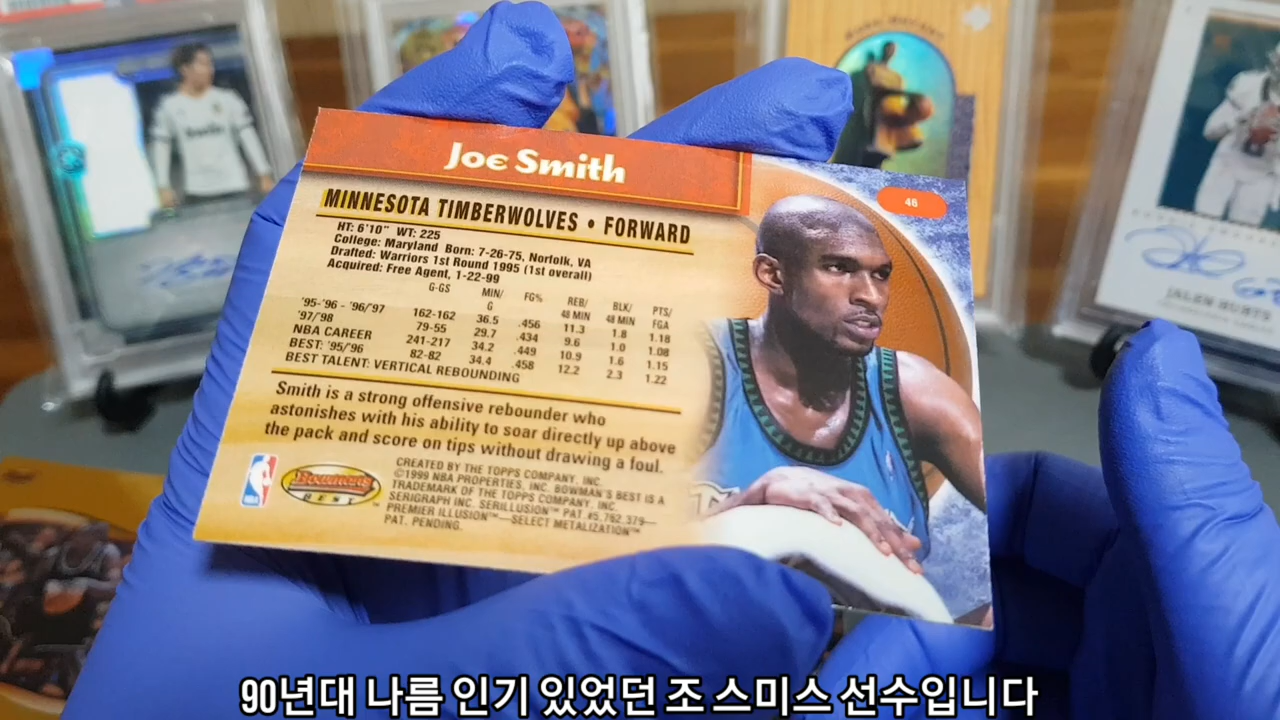 Joe Smith
46
MINNESOTA TIMBERWOLVES • FORWARD
HT: 6'10" WT: 225
College: Maryland Born: 7-26-75, Norfolk, VA
Drafted: Warriors 1st Round 1995 (1st overall)
Acquired: Free Agent, 1-22-99
G-GS MIN/G FG% REB/48 MIN BLK/48 MIN PTS/FGA
'95-'96 - '96/'97 162-162 36.5 .456 11.3 1.8 1.18
'97/'98 79-55 29.7 .434 9.6 1.0 1.08
NBA CAREER 241-217 34.2 .449 10.9 1.6 1.15
BEST: '95/'96 82-82 34.4 .458 12.2 2.3 1.22
BEST TALENT: VERTICAL REBOUNDING
Smith is a strong offensive rebounder who
astonishes with his ability to soar directly up above
the pack and score on tips without drawing a foul.
NBA
Bowman's
BEST
CREATED BY THE TOPPS COMPANY, INC.
©1999 NBA PROPERTIES, INC. BOWMAN'S BEST IS A
TRADEMARK OF THE TOPPS COMPANY, INC.
SERIGRAPH INC. SERILLUSION™ PAT.#5,762,379—
PREMIER ILLUSION™—SELECT METALIZATION™
PAT. PENDING.
JALEN HURTS
90년대 나름 인기 있었던 조 스미스 선수입니다